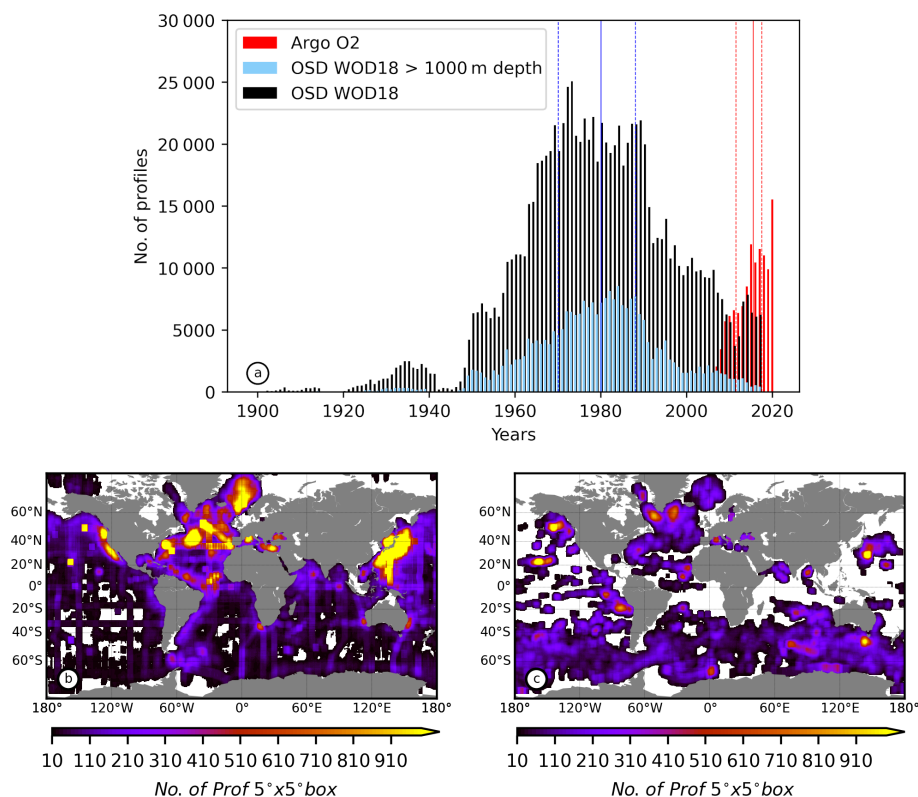 30 000
25 000
20 000
15 000
10 000
5000
0
No. of profiles
Argo O2
OSD WOD18 > 1000 m depth
OSD WOD18
a
1900 1920 1940 1960 1980 2000 2020
Years
60°N
40°N
20°N
0°
20°S
40°S
60°S
b
180° 120°W 60°W 0° 60°E 120°E 180°
10 110 210 310 410 510 610 710 810 910
No. of Prof 5°x5°box
60°N
40°N
20°N
0°
20°S
40°S
60°S
c
180° 120°W 60°W 0° 60°E 120°E 180°
10 110 210 310 410 510 610 710 810 910
No. of Prof 5°x5°box